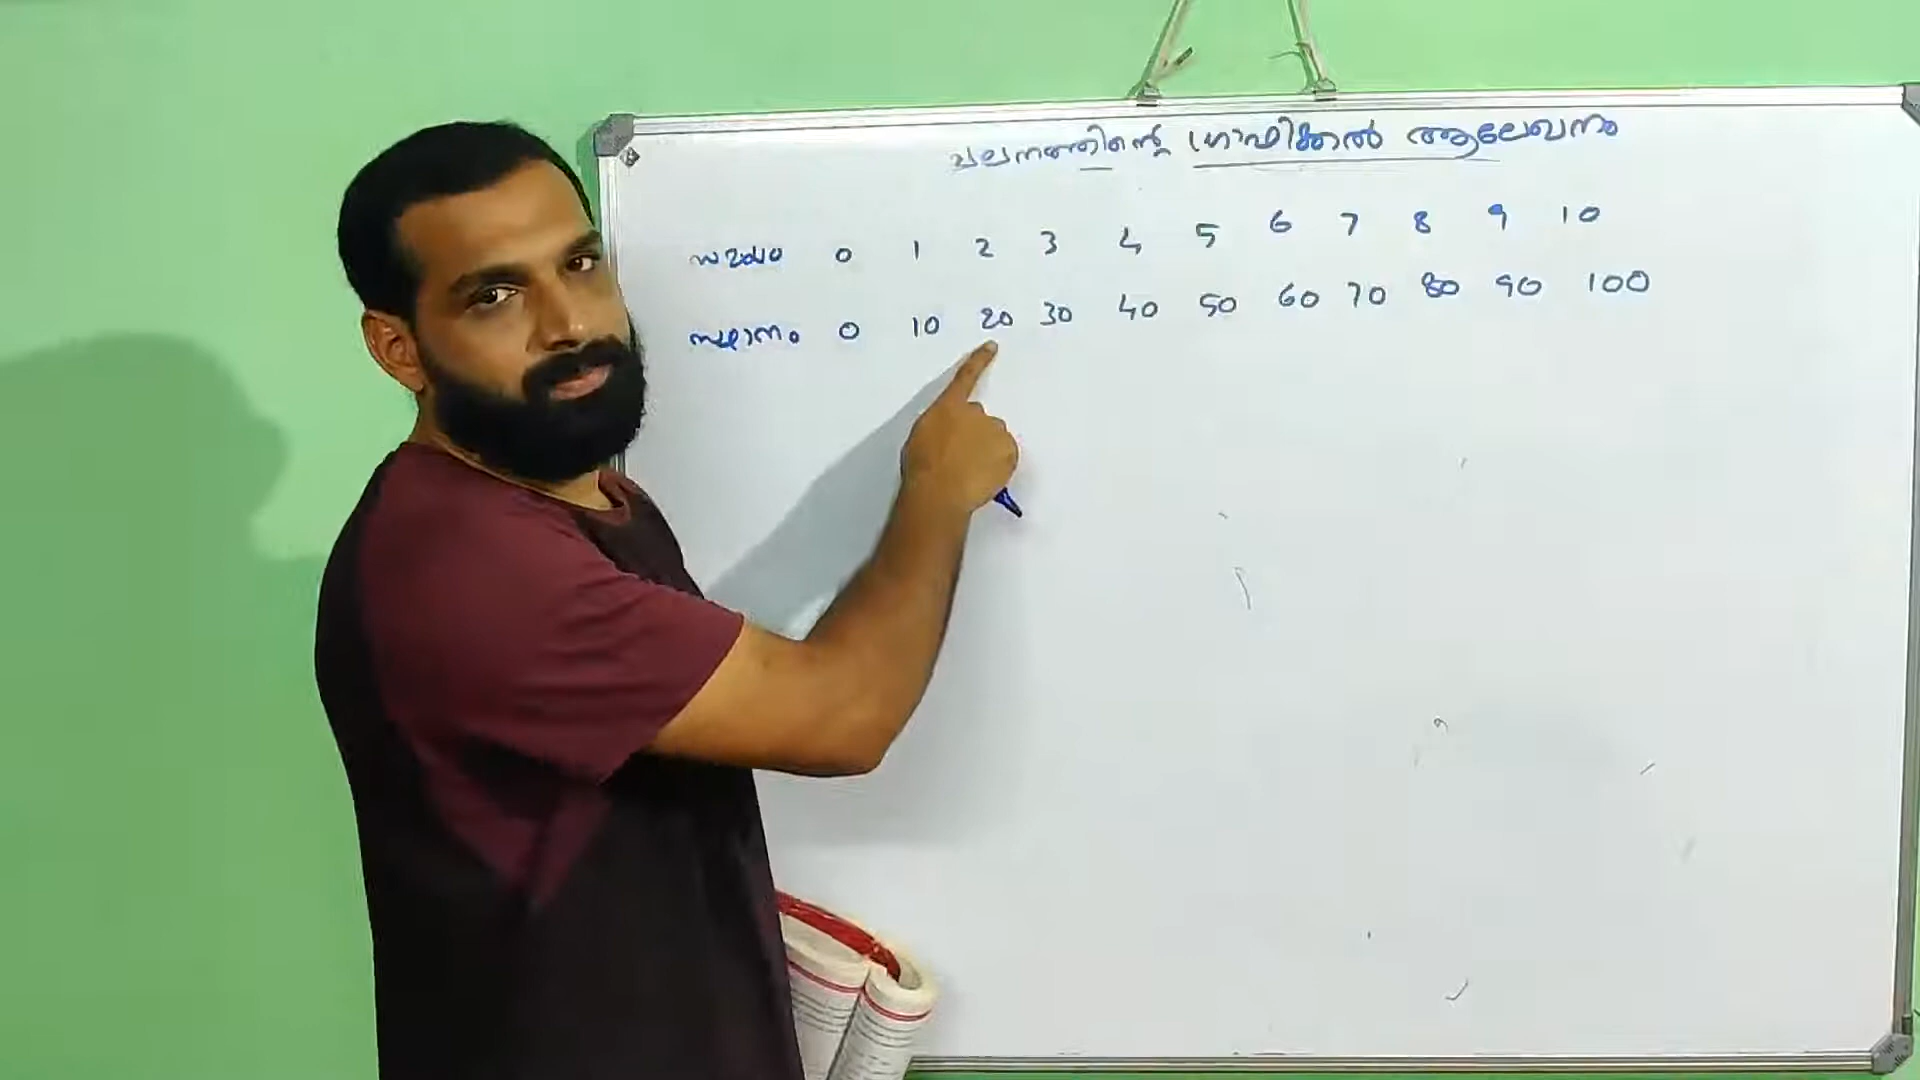 ചലനത്തിന്റെ ഗ്രാഫിക്കൽ ആലേഖനം
സമയം 0 1 2 3 4 5 6 7 8 9 10
സ്ഥാനം 0 10 20 30 40 50 60 70 80 90 100